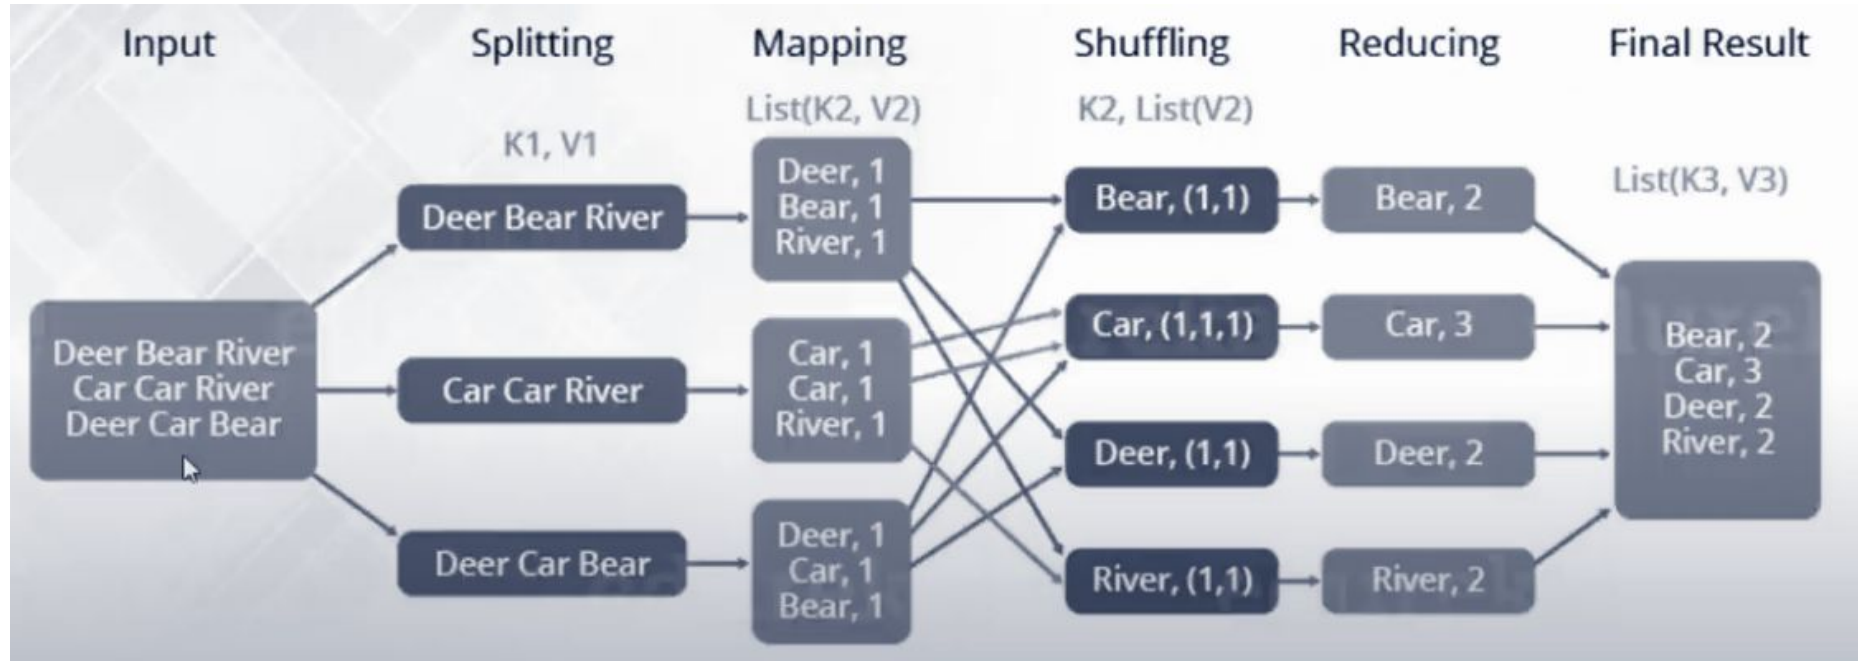 Input
Splitting
Mapping
Shuffling
Reducing
Final Result
K1, V1
List(K2, V2)
K2, List(V2)
List(K3, V3)
Deer Bear River
Car Car River
Deer Car Bear
Deer Bear River
Car Car River
Deer Car Bear
Deer, 1
Bear, 1
River, 1
Car, 1
Car, 1
River, 1
Deer, 1
Car, 1
Bear, 1
Bear, (1,1)
Car, (1,1,1)
Deer, (1,1)
River, (1,1)
Bear, 2
Car, 3
Deer, 2
River, 2
Bear, 2
Car, 3
Deer, 2
River, 2